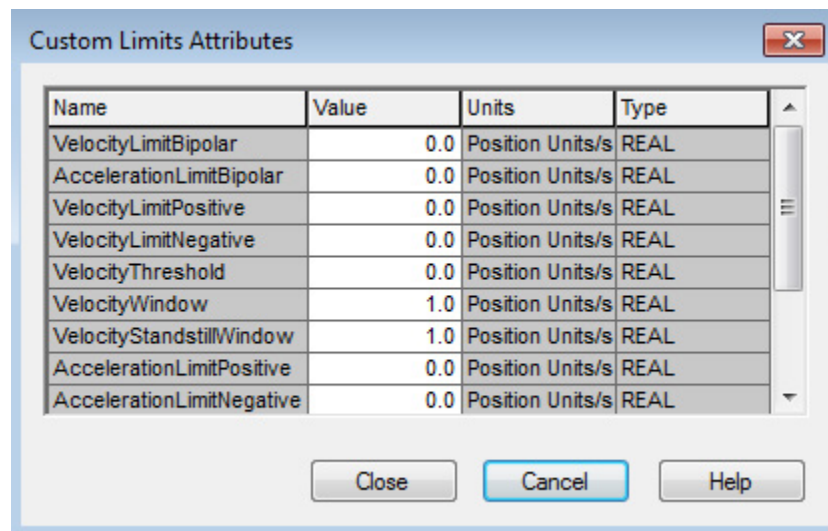 Custom Limits Attributes
Name Value Units Type
VelocityLimitBipolar 0.0 Position Units/s REAL
AccelerationLimitBipolar 0.0 Position Units/s REAL
VelocityLimitPositive 0.0 Position Units/s REAL
VelocityLimitNegative 0.0 Position Units/s REAL
VelocityThreshold 0.0 Position Units/s REAL
VelocityWindow 1.0 Position Units/s REAL
VelocityStandstillWindow 1.0 Position Units/s REAL
AccelerationLimitPositive 0.0 Position Units/s REAL
AccelerationLimitNegative 0.0 Position Units/s REAL
Close Cancel Help